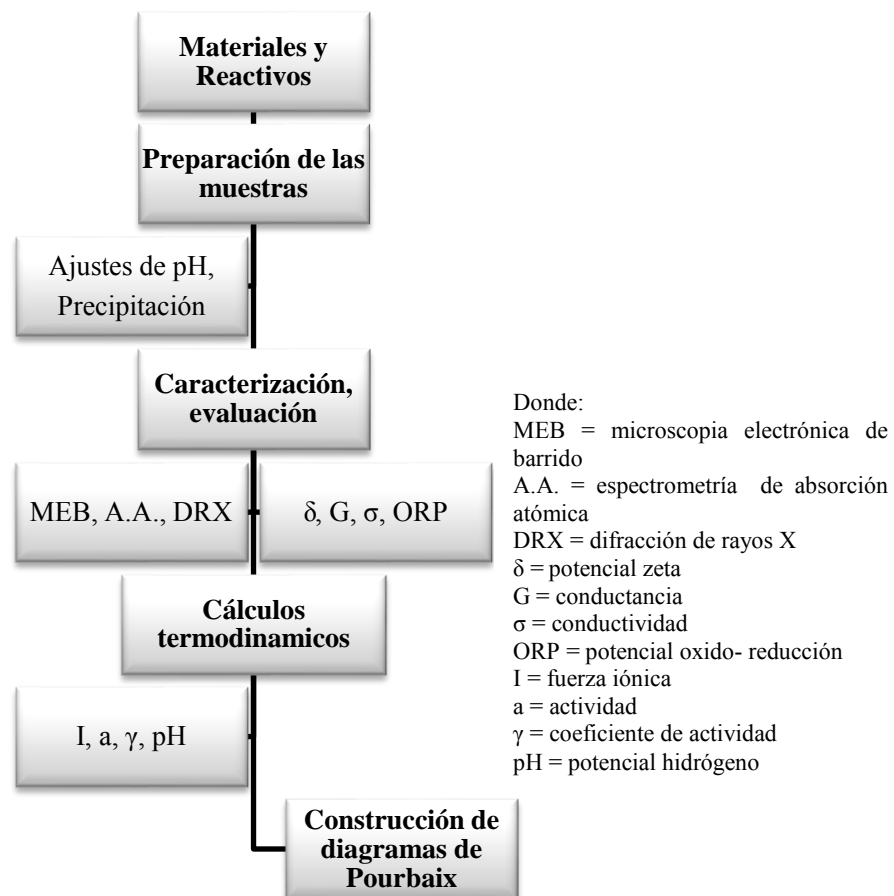 Materiales y
Reactivos
Preparación de las
muestras
Ajustes de pH,
Precipitación
Caracterización,
evaluación
MEB, A.A., DRX
δ, G, σ, ORP
Cálculos
termodinamicos
I, a, γ, pH
Construcción de
diagramas de
Pourbaix
Donde:
MEB = microscopia electrónica de
barrido
A.A. = espectrometría de absorción
atómica
DRX = difracción de rayos X
δ = potencial zeta
G = conductancia
σ = conductividad
ORP = potencial oxido- reducción
I = fuerza iónica
a = actividad
γ = coeficiente de actividad
pH = potencial hidrógeno